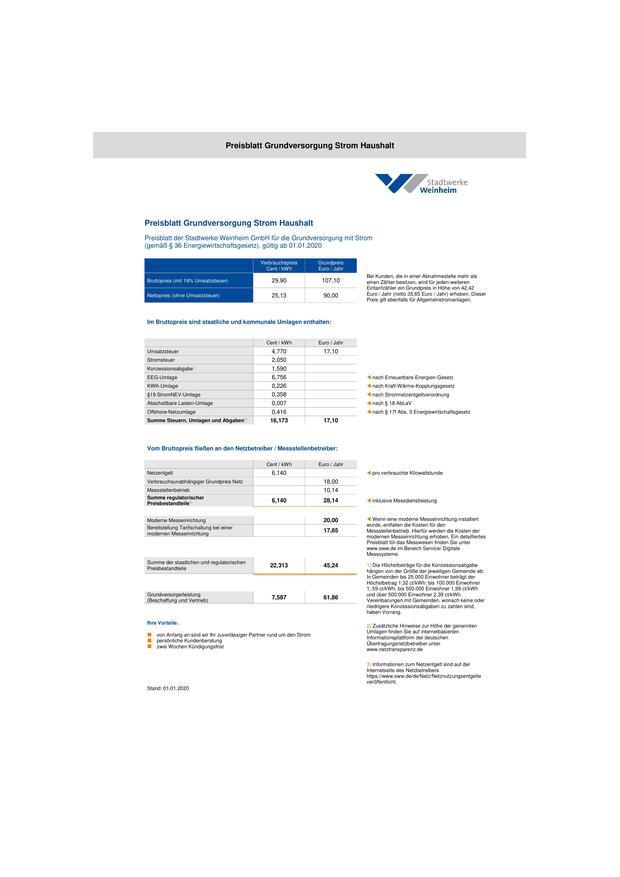 Preisblatt Grundversorgung Strom Haushalt
Stadtwerke
Weinheim
Preisblatt Grundversorgung Strom Haushalt
Preisblatt der Stadtwerke Weinheim GmbH für die Grundversorgung mit Strom
(gemäß § 36 Energiewirtschaftsgesetz), gültig ab 01.01.2020
Verbrauchspreis Grundpreis
Cent / kWh Euro / Jahr
Bruttopreis (mit 19% Umsatzsteuer) 29,90 107,10
Nettopreis (ohne Umsatzsteuer) 25,13 90,00
Bei Kunden, die in einer Abnahmestelle mehr als
einen Zähler besitzen, wird für jeden weiteren
Eintarifzähler ein Grundpreis in Höhe von 42,42
Euro / Jahr (netto 35,65 Euro / Jahr) erhoben. Dieser
Preis gilt ebenfalls für Allgemeinstromanlagen.
Im Bruttopreis sind staatliche und kommunale Umlagen enthalten:
Cent / kWh Euro / Jahr
Umsatzsteuer 4,770 17,10
Stromsteuer 2,050
Konzessionsabgabe 1,590
EEG-Umlage 6,756 nach Erneuerbare-Energien-Gesetz
KWK-Umlage 0,226 nach Kraft-Wärme-Kopplungsgesetz
§19 StromNEV-Umlage 0,358 nach Stromnetzentgeltverordnung
Abschaltbare Lasten-Umlage 0,007 nach § 18 AbLaV
Offshore-Netzumlage 0,416 nach § 17f Abs. 5 Energiewirtschaftsgesetz
Summe Steuern, Umlagen und Abgaben 16,173 17,10
Vom Bruttopreis fließen an den Netzbetreiber / Messstellenbetreiber:
Cent / kWh Euro / Jahr
Netzentgelt 6,140 pro verbrauchte Kilowattstunde
Verbrauchsunabhängiger Grundpreis Netz 18,00
Messstellenbetrieb 10,14
Summe regulatorischer
Preisbestandteile 6,140 28,14 inklusive Messdienstleistung
Moderne Messeinrichtung 20,00
Bereitstellung Tarifschaltung bei einer
modernen Messeinrichtung 17,85
Wenn eine moderne Messeinrichtung installiert
wurde, entfallen die Kosten für den
Messstellenbetrieb. Hierfür werden die Kosten der
modernen Messeinrichtung erhoben. Ein detailliertes
Preisblatt für das Messwesen finden Sie unter
www.sww.de im Bereich Service/ Digitale
Messsysteme.
Summe der staatlichen und regulatorischen
Preisbestandteile 22,313 45,24
1) Die Höchstbeträge für die Konzessionsabgabe
hängen von der Größe der jeweiligen Gemeinde ab:
In Gemeinden bis 25.000 Einwohner beträgt der
Höchstbetrag 1,32 ct/kWh, bis 100.000 Einwohner
1, 59 ct/kWh, bis 500.000 Einwohner 1,99 ct/kWh
und über 500.000 Einwohner 2,39 ct/kWh.
Vereinbarungen mit Gemeinden, wonach keine oder
niedrigere Konzessionsabgaben zu zahlen sind,
haben Vorrang.
Grundversorgerleistung
(Beschaffung und Vertrieb) 7,587 61,86
Ihre Vorteile:
von Anfang an sind wir Ihr zuverlässiger Partner rund um den Strom
persönliche Kundenberatung
zwei Wochen Kündigungsfrist
2) Zusätzliche Hinweise zur Höhe der genannten
Umlagen finden Sie auf internetbasierten
Informationsplattform der deutschen
Übertragungsnetzbetreiber unter
www.netztransparenz.de
3) Informationen zum Netzentgelt sind auf der
Internetseite des Netzbetreibers
https://www.sww.de/de/Netz/Netznutzungsentgelte
veröffentlicht.
Stand: 01.01.2020